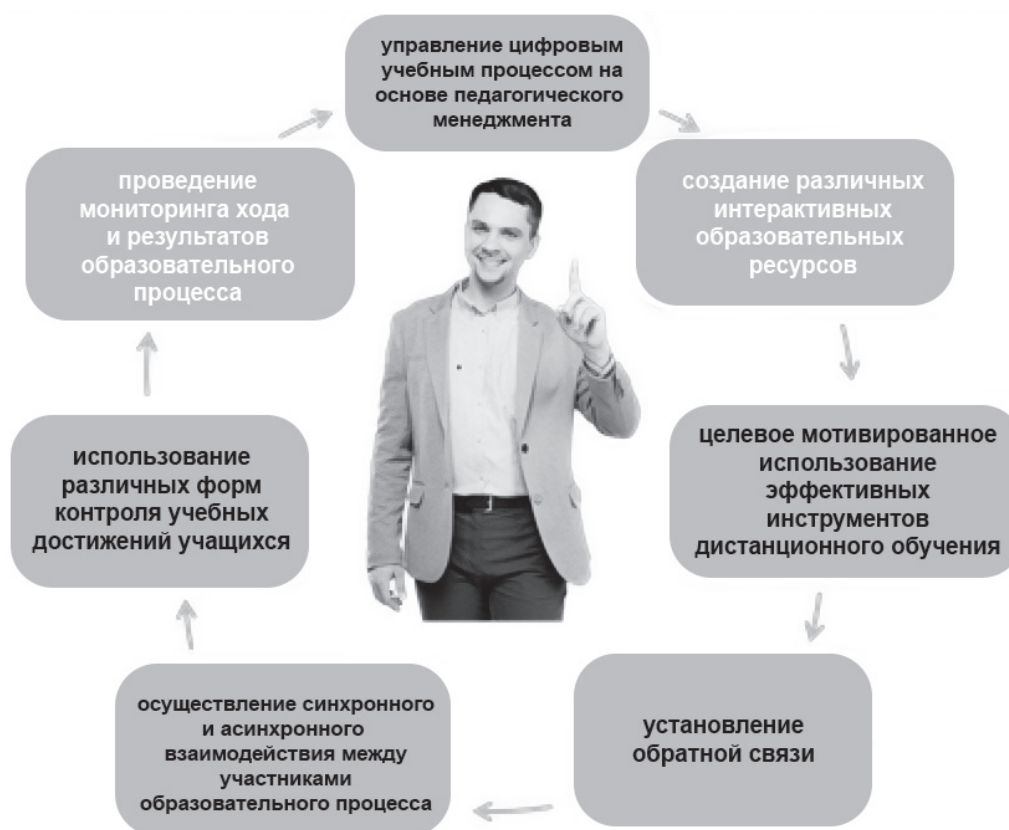 управление цифровым
учебным процессом на
основе педагогического
менеджмента
создание различных
интерактивных
образовательных
ресурсов
целевое мотивированное
использование
эффективных
инструментов
дистанционного обучения
установление
обратной связи
осуществление синхронного
и асинхронного
взаимодействия между
участниками
образовательного процесса
использование
различных форм
контроля учебных
достижений учащихся
проведение
мониторинга хода
и результатов
образовательного
процесса